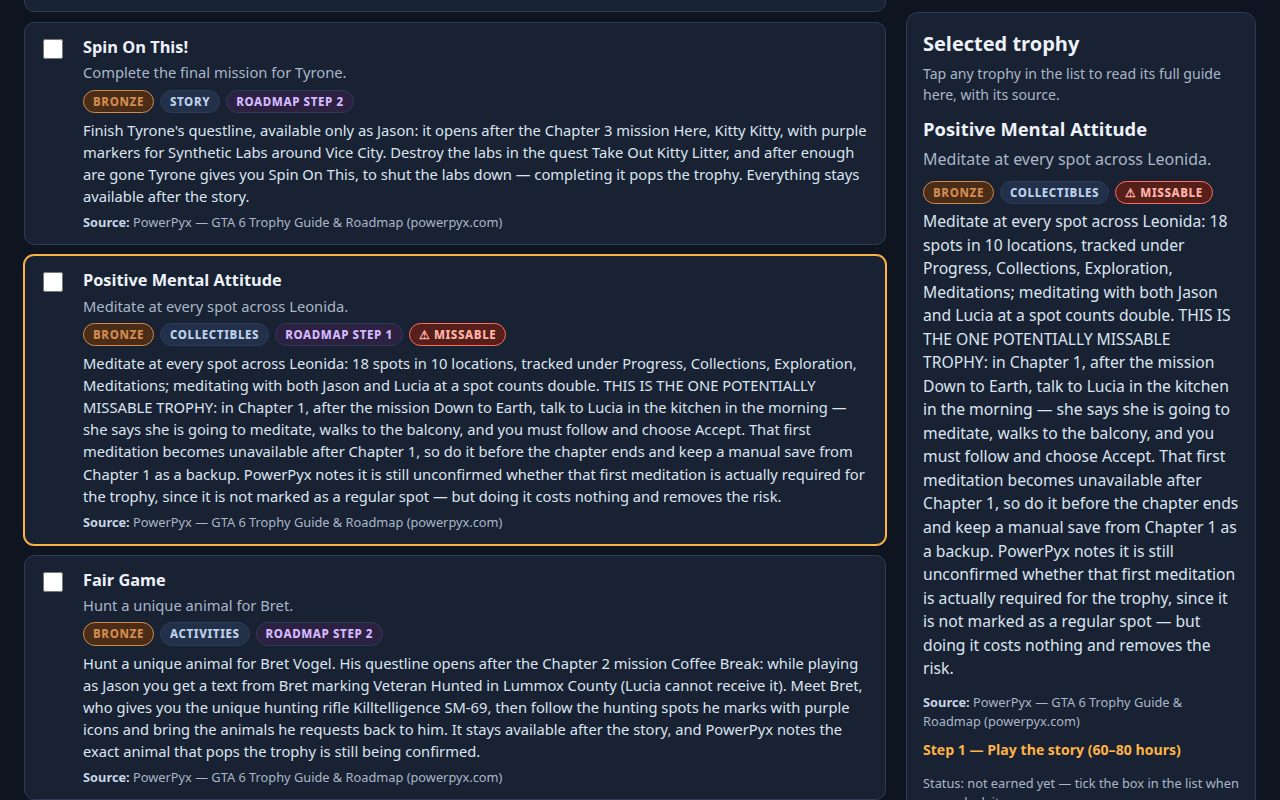 Spin On This!
Complete the final mission for Tyrone.
BRONZE STORY ROADMAP STEP 2
Finish Tyrone's questline, available only as Jason: it opens after the Chapter 3 mission Here, Kitty Kitty, with purple
markers for Synthetic Labs around Vice City. Destroy the labs in the quest Take Out Kitty Litter, and after enough
are gone Tyrone gives you Spin On This, to shut the labs down — completing it pops the trophy. Everything stays
available after the story.
Source: PowerPyx — GTA 6 Trophy Guide & Roadmap (powerpyx.com)
Positive Mental Attitude
Meditate at every spot across Leonida.
BRONZE COLLECTIBLES ROADMAP STEP 1 ⚠ MISSABLE
Meditate at every spot across Leonida: 18 spots in 10 locations, tracked under Progress, Collections, Exploration,
Meditations; meditating with both Jason and Lucia at a spot counts double. THIS IS THE ONE POTENTIALLY
MISSABLE TROPHY: in Chapter 1, after the mission Down to Earth, talk to Lucia in the kitchen in the morning —
she says she is going to meditate, walks to the balcony, and you must follow and choose Accept. That first
meditation becomes unavailable after Chapter 1, so do it before the chapter ends and keep a manual save from
Chapter 1 as a backup. PowerPyx notes it is still unconfirmed whether that first meditation is actually required for
the trophy, since it is not marked as a regular spot — but doing it costs nothing and removes the risk.
Source: PowerPyx — GTA 6 Trophy Guide & Roadmap (powerpyx.com)
Fair Game
Hunt a unique animal for Bret.
BRONZE ACTIVITIES ROADMAP STEP 2
Hunt a unique animal for Bret Vogel. His questline opens after the Chapter 2 mission Coffee Break: while playing
as Jason you get a text from Bret marking Veteran Hunted in Lummox County (Lucia cannot receive it). Meet Bret,
who gives you the unique hunting rifle Killtelligence SM-69, then follow the hunting spots he marks with purple
icons and bring the animals he requests back to him. It stays available after the story, and PowerPyx notes the
exact animal that pops the trophy is still being confirmed.
Source: PowerPyx — GTA 6 Trophy Guide & Roadmap (powerpyx.com)
Selected trophy
Tap any trophy in the list to read its full guide
here, with its source.
Positive Mental Attitude
Meditate at every spot across Leonida.
BRONZE COLLECTIBLES ⚠ MISSABLE
Meditate at every spot across Leonida: 18
spots in 10 locations, tracked under
Progress, Collections, Exploration,
Meditations; meditating with both Jason
and Lucia at a spot counts double. THIS IS
THE ONE POTENTIALLY MISSABLE
TROPHY: in Chapter 1, after the mission
Down to Earth, talk to Lucia in the kitchen
in the morning — she says she is going to
meditate, walks to the balcony, and you
must follow and choose Accept. That first
meditation becomes unavailable after
Chapter 1, so do it before the chapter ends
and keep a manual save from Chapter 1 as
a backup. PowerPyx notes it is still
unconfirmed whether that first meditation
is actually required for the trophy, since it
is not marked as a regular spot — but
doing it costs nothing and removes the
risk.
Source: PowerPyx — GTA 6 Trophy Guide &
Roadmap (powerpyx.com)
Step 1 — Play the story (60–80 hours)
Status: not earned yet — tick the box in the list when